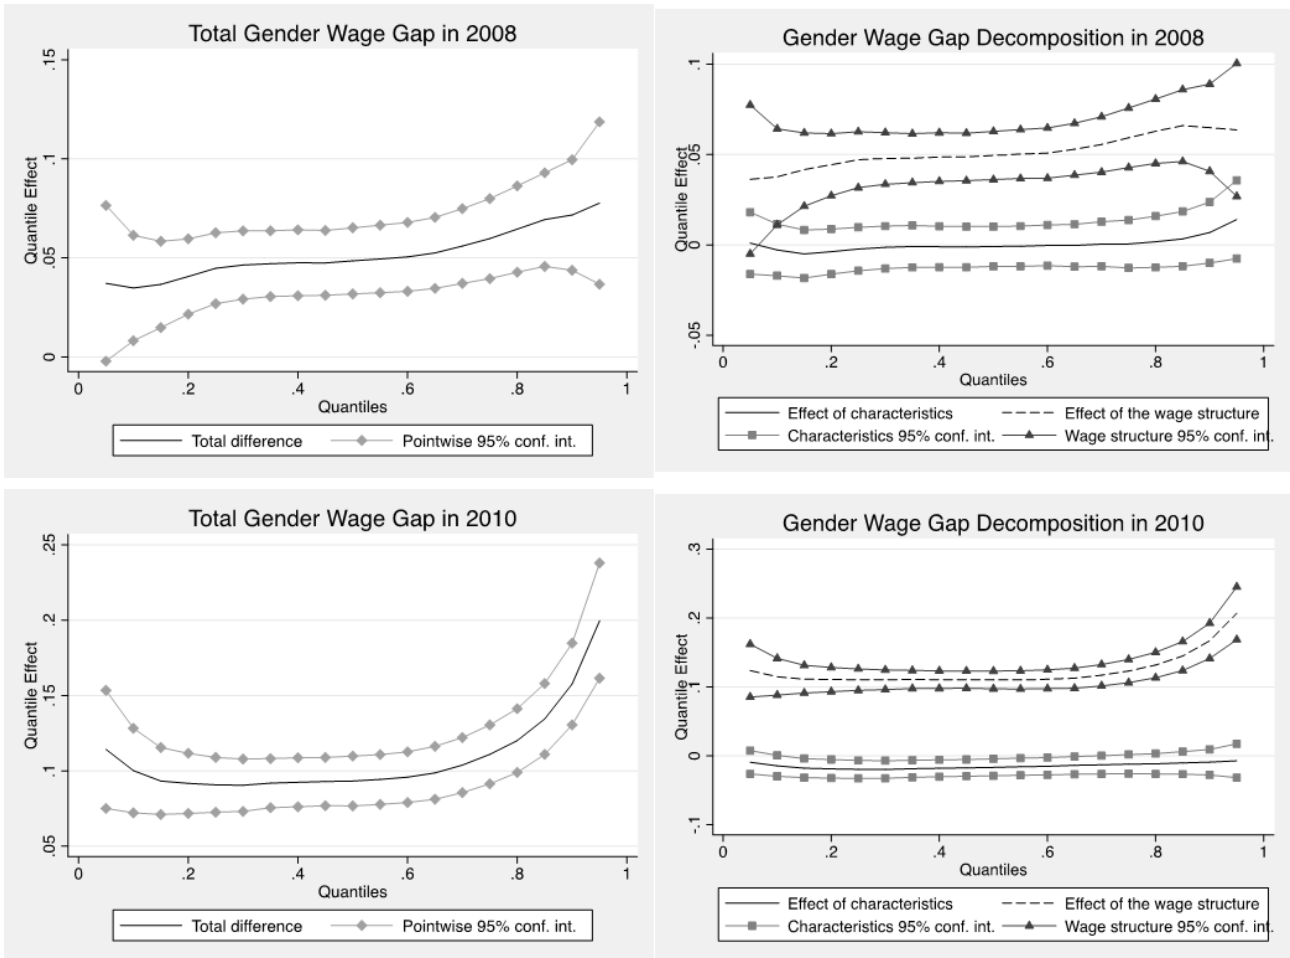 Total Gender Wage Gap in 2008
Quantile Effect
.15
.1
.05
0
0 .2 .4 .6 .8 1
Quantiles
Total difference Pointwise 95% conf. int.
Gender Wage Gap Decomposition in 2008
Quantile Effect
.1
.05
0
-.05
0 .2 .4 .6 .8 1
Quantiles
Effect of characteristics Effect of the wage structure
Characteristics 95% conf. int. Wage structure 95% conf. int.
Total Gender Wage Gap in 2010
Quantile Effect
.25
.2
.15
.1
.05
0 .2 .4 .6 .8 1
Quantiles
Total difference Pointwise 95% conf. int.
Gender Wage Gap Decomposition in 2010
Quantile Effect
.3
.2
.1
0
-.1
0 .2 .4 .6 .8 1
Quantiles
Effect of characteristics Effect of the wage structure
Characteristics 95% conf. int. Wage structure 95% conf. int.